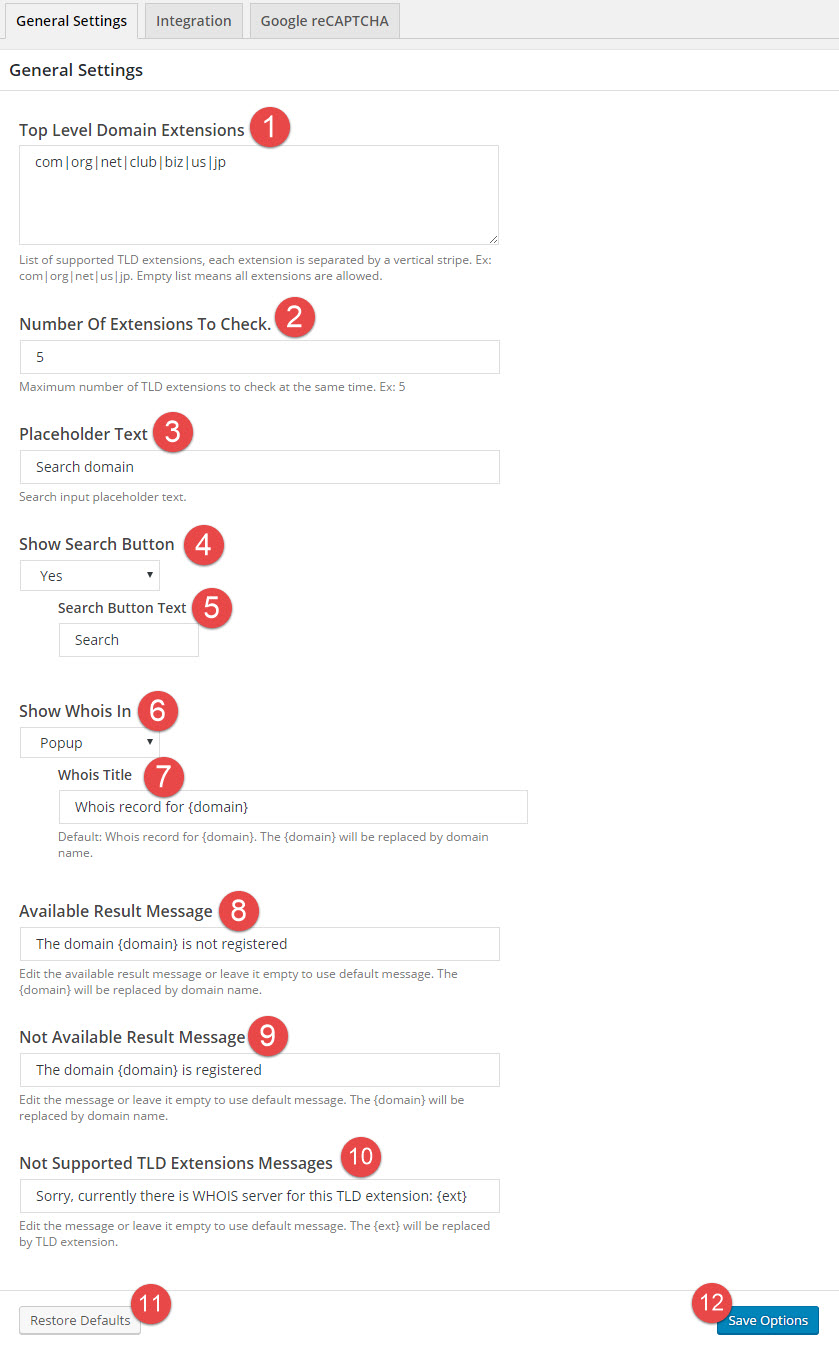 General Settings
Integration
Google reCAPTCHA
General Settings
Top Level Domain Extensions 1
com|org|net|club|biz|us|jp
List of supported TLD extensions, each extension is separated by a vertical stripe. Ex:
com|org|net|us|jp. Empty list means all extensions are allowed.
Number Of Extensions To Check. 2
5
Maximum number of TLD extensions to check at the same time. Ex: 5
Placeholder Text 3
Search domain
Search input placeholder text.
Show Search Button 4
Yes
Search Button Text 5
Search
Show Whois In 6
Popup
Whois Title 7
Whois record for {domain}
Default: Whois record for {domain}. The {domain} will be replaced by domain
name.
Available Result Message 8
The domain {domain} is not registered
Edit the available result message or leave it empty to use default message. The
{domain} will be replaced by domain name.
Not Available Result Message 9
The domain {domain} is registered
Edit the message or leave it empty to use default message. The {domain} will be
replaced by domain name.
Not Supported TLD Extensions Messages 10
Sorry, currently there is WHOIS server for this TLD extension: {ext}
Edit the message or leave it empty to use default message. The {ext} will be replaced
by TLD extension.
Restore Defaults 11
12 Save Options